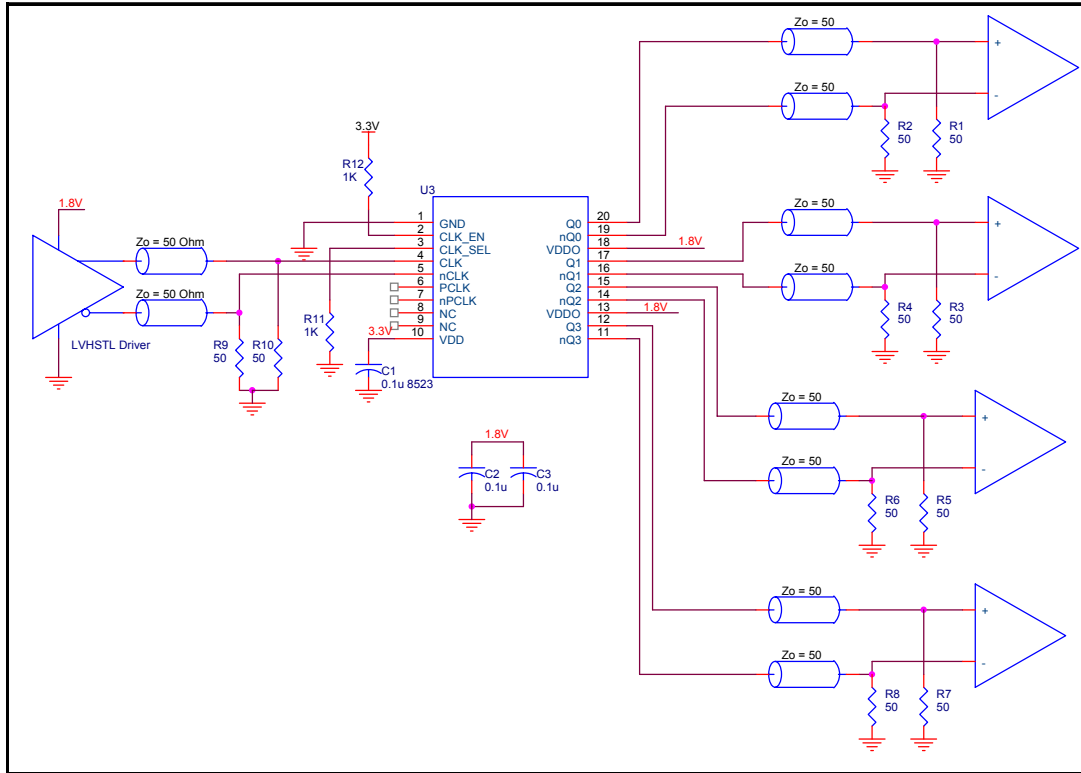 Zo = 50
+
Zo = 50
-
R2
50
R1
50
3.3V
R12
1K
U3
1.8V
Zo = 50 Ohm
Zo = 50 Ohm
LVHSTL Driver
R9
50
R10
50
R11
1K
3.3V
C1
0.1u
8523
1
GND
2
CLK_EN
3
CLK_SEL
4
CLK
5
nCLK
6
PCLK
7
nPCLK
8
NC
9
NC
10
VDD
20
Q0
19
nQ0
18
VDDO
1.8V
17
Q1
16
nQ1
15
Q2
14
nQ2
13
VDDO
1.8V
12
Q3
11
nQ3
Zo = 50
+
Zo = 50
-
R4
50
R3
50
1.8V
C2
0.1u
C3
0.1u
Zo = 50
+
Zo = 50
-
R6
50
R5
50
Zo = 50
+
Zo = 50
-
R8
50
R7
50